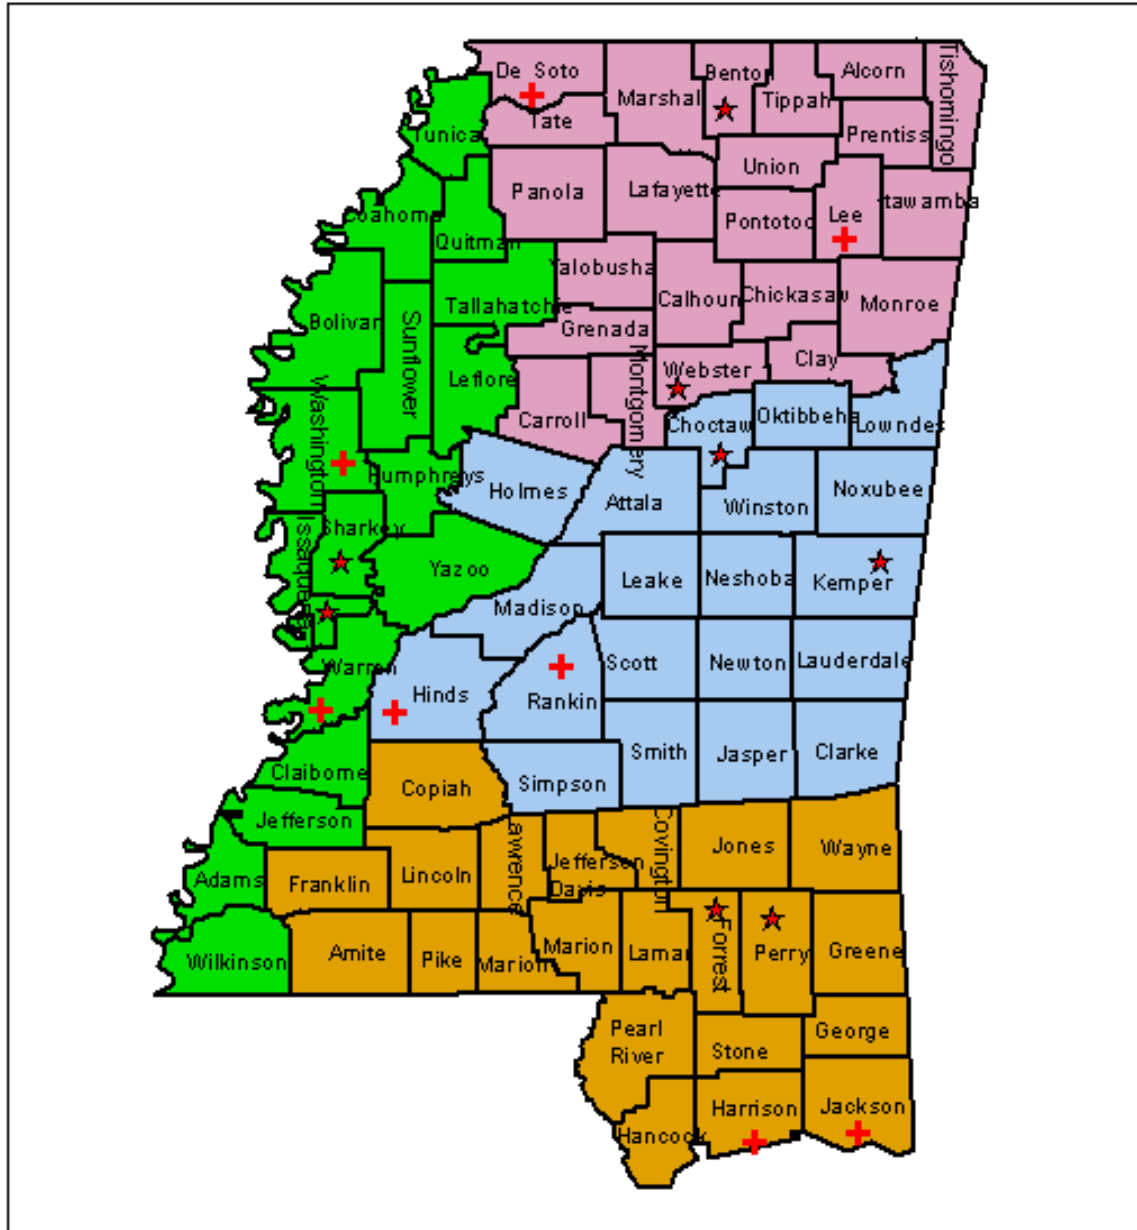 De Soto
Marshal
Bento
Tippah
Alcorn
Tishomingo
Tunica
Tate
Prentiss
Panola
Lafayette
Union
Pontotoc
Lee
tawamba
Coahoma
Quitman
Yalobusha
Calhoun
Chickasaw
Monroe
Bolivar
Sunflower
Tallahatchie
Grenada
Leflore
Carroll
Montgomery
Webster
Clay
Washington
Choctaw
Oktibbeha
Lowndes
Humphreys
Holmes
Attala
Winston
Noxubee
Issaquena
Sharkey
Yazoo
Madison
Leake
Neshoba
Kemper
Warren
Hinds
Rankin
Scott
Newton
Lauderdale
Claiborne
Copiah
Simpson
Smith
Jasper
Clarke
Jefferson
Adams
Franklin
Lincoln
Lawrence
Jefferson
Davis
Covington
Jones
Wayne
Wilkinson
Amite
Pike
Marion
Marion
Lamar
Forrest
Perry
Greene
Pearl
River
Stone
George
Hancock
Harrison
Jackson